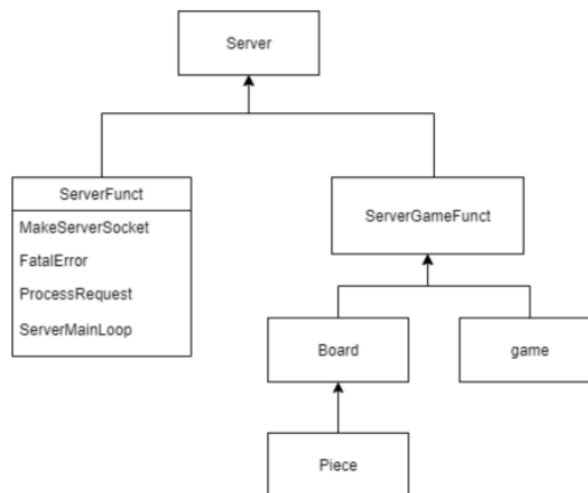 Server
ServerFunct
MakeServerSocket
FatalError
ProcessRequest
ServerMainLoop
ServerGameFunct
Board
game
Piece